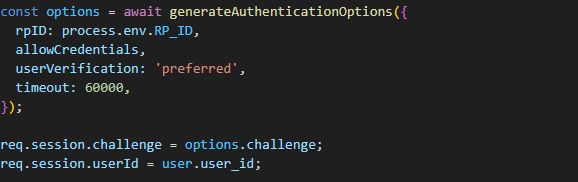 const options = await generateAuthenticationOptions({
  rpID: process.env.RP_ID,
  allowCredentials,
  userVerification: 'preferred',
  timeout: 60000,
});

req.session.challenge = options.challenge;
req.session.userId = user.user_id;